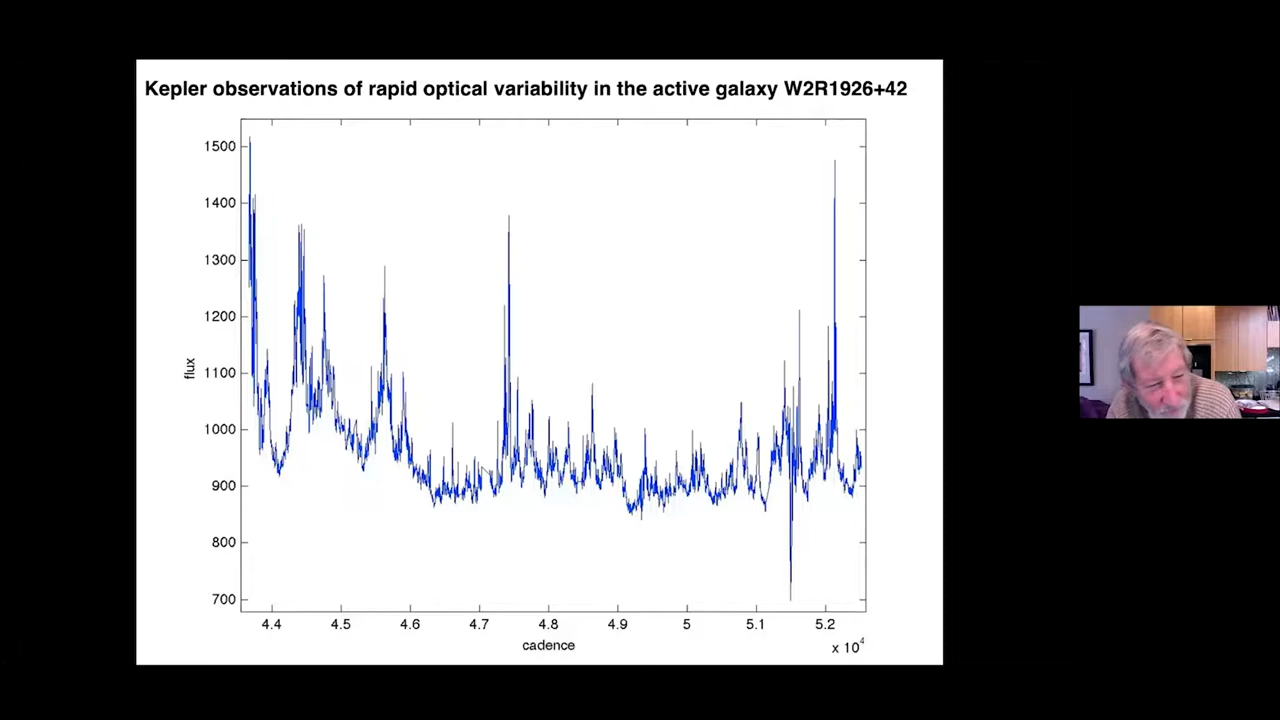 Kepler observations of rapid optical variability in the active galaxy W2R1926+42
1500
1400
1300
1200
1100
1000
900
800
700
flux
4.4 4.5 4.6 4.7 4.8 4.9 5 5.1 5.2
cadence
x 10⁴